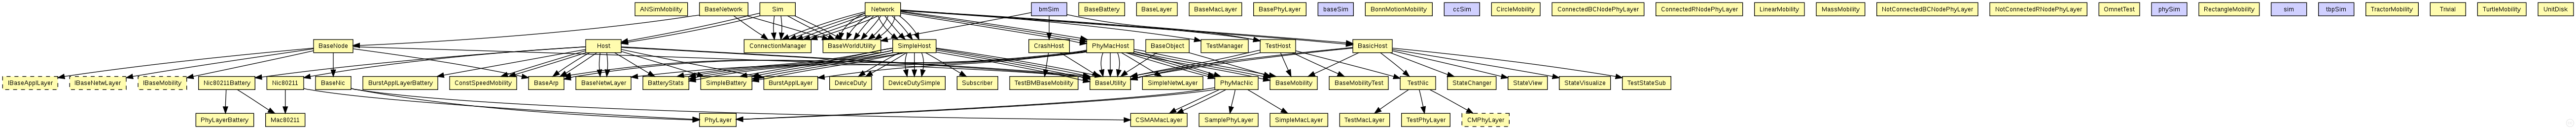 ANSimMobility
BaseNetwork
Sim
Network
bmSim
BaseBattery
BaseLayer
BaseMacLayer
BasePhyLayer
baseSim
BonnMotionMobility
ccSim
CircleMobility
ConnectedBCNodePhyLayer
ConnectedRNodePhyLayer
LinearMobility
MassMobility
NotConnectedBCNodePhyLayer
NotConnectedRNodePhyLayer
OmnetTest
phySim
RectangleMobility
sim
tbpSim
TractorMobility
Trivial
TurtleMobility
UnitDisk
BaseNode
Host
ConnectionManager
BaseWorldUtility
SimpleHost
CrashHost
PhyMacHost
BaseObject
TestManager
TestHost
BasicHost
IBaseApplLayer
IBaseNetwLayer
IBaseMobility
Nic80211Battery
Nic80211
BaseNic
BurstApplLayerBattery
ConstSpeedMobility
BaseArp
BaseNetwLayer
BatteryStats
SimpleBattery
BurstApplLayer
DeviceDuty
DeviceDutySimple
Subscriber
TestBMBaseMobility
BaseUtility
SimpleNetwLayer
PhyMacNic
BaseMobility
BaseMobilityTest
TestNic
StateChanger
StateView
StateVisualize
TestStateSub
PhyLayerBattery
Mac80211
PhyLayer
CSMAMacLayer
SamplePhyLayer
SimpleMacLayer
TestMacLayer
TestPhyLayer
CMPhyLayer